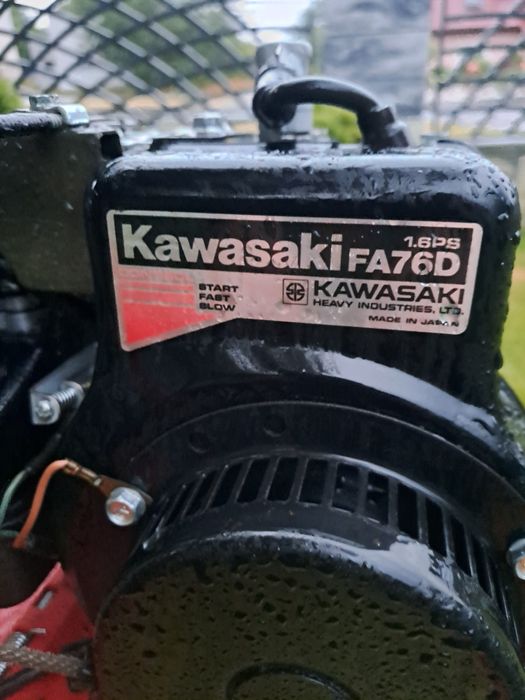 1.6PS
Kawasaki FA76D
START
FAST
SLOW
KAWASAKI
HEAVY INDUSTRIES, LTD.
MADE IN JAPAN